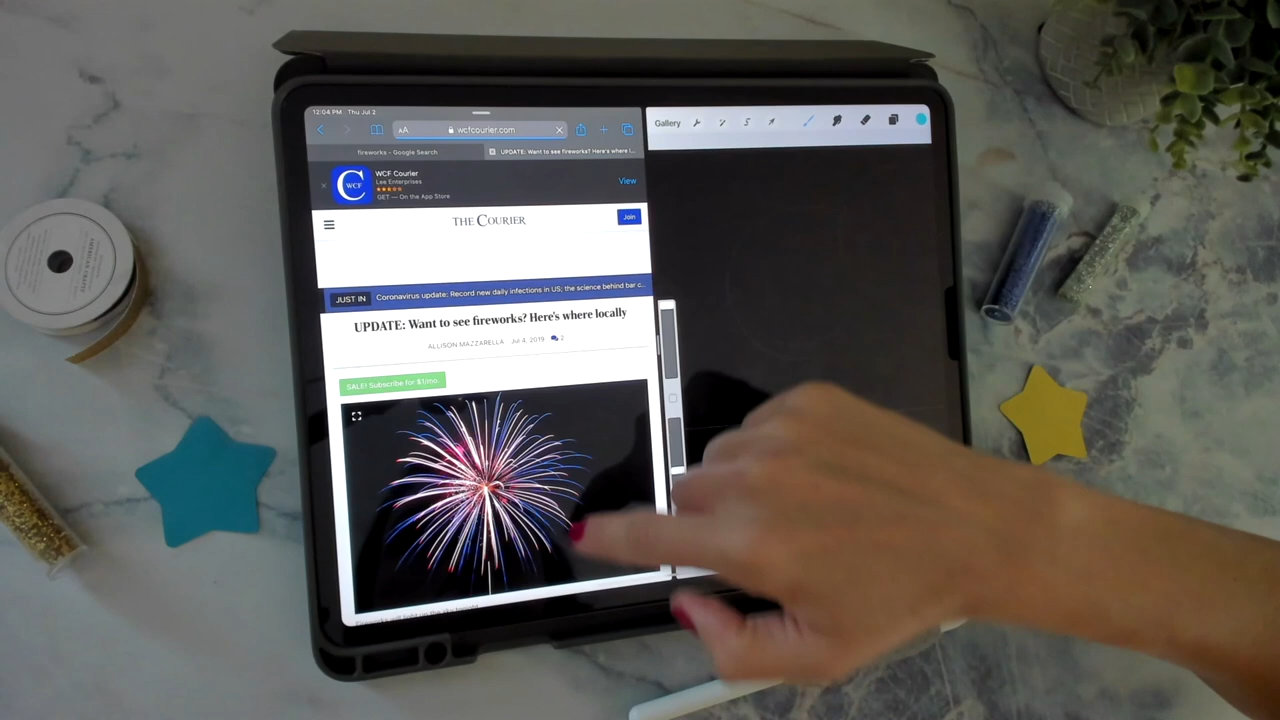 12:04 PM Thu Jul 2
AA wcfcourier.com
fireworks - Google Search
UPDATE: Want to see fireworks? Here's where l...
C
WCF
WCF Courier
Lee Enterprises
GET — On the App Store
View
THE COURIER
Join
JUST IN Coronavirus update: Record new daily infections in US; the science behind bar c...
UPDATE: Want to see fireworks? Here's where locally
ALLISON MAZZARELLA Jul 4, 2019 2
SALE! Subscribe for $1/mo
Gallery